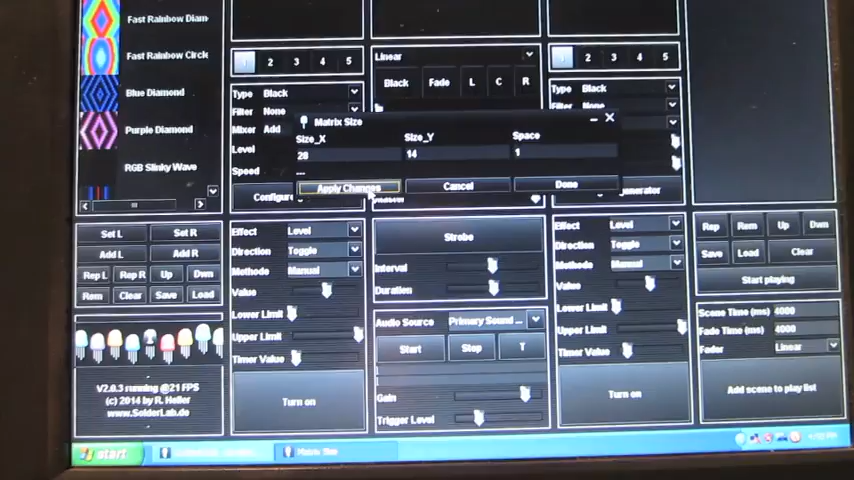 Fast Rainbow Diam
Fast Rainbow Circle
Blue Diamond
Purple Diamond
RGB Slinky Wave
Set L Set R
Add L Add R
Rep L Rep R Up Dwn
Rem Clear Save Load
V2.0.3 running @21 FPS
(c) 2014 by R. Heller
www.SolderLab.de
1 2 3 4 5
Type Black
Filter None
Mixer Add
Level
Speed
Effect Level
Direction Toggle
Methode Manual
Value
Lower Limit
Upper Limit
Timer Value
Turn on
Linear
Black Fade L C R
Matrix Size
Size_X Size_Y Space
28 14 1
---
Apply Changes Cancel Done
Strobe
Interval
Duration
Audio Source Primary Sound ...
Start Stop T
Gain
Trigger Level
1 2 3 4 5
Type Black
Effect Level
Direction Toggle
Methode Manual
Value
Lower Limit
Upper Limit
Timer Value
Turn on
Rep Rem Up Dwn
Save Load Clear
Start playing
Scene Time (ms) 4000
Fade Time (ms) 4000
Fader Linear
Add scene to play list
start
Matrix Size